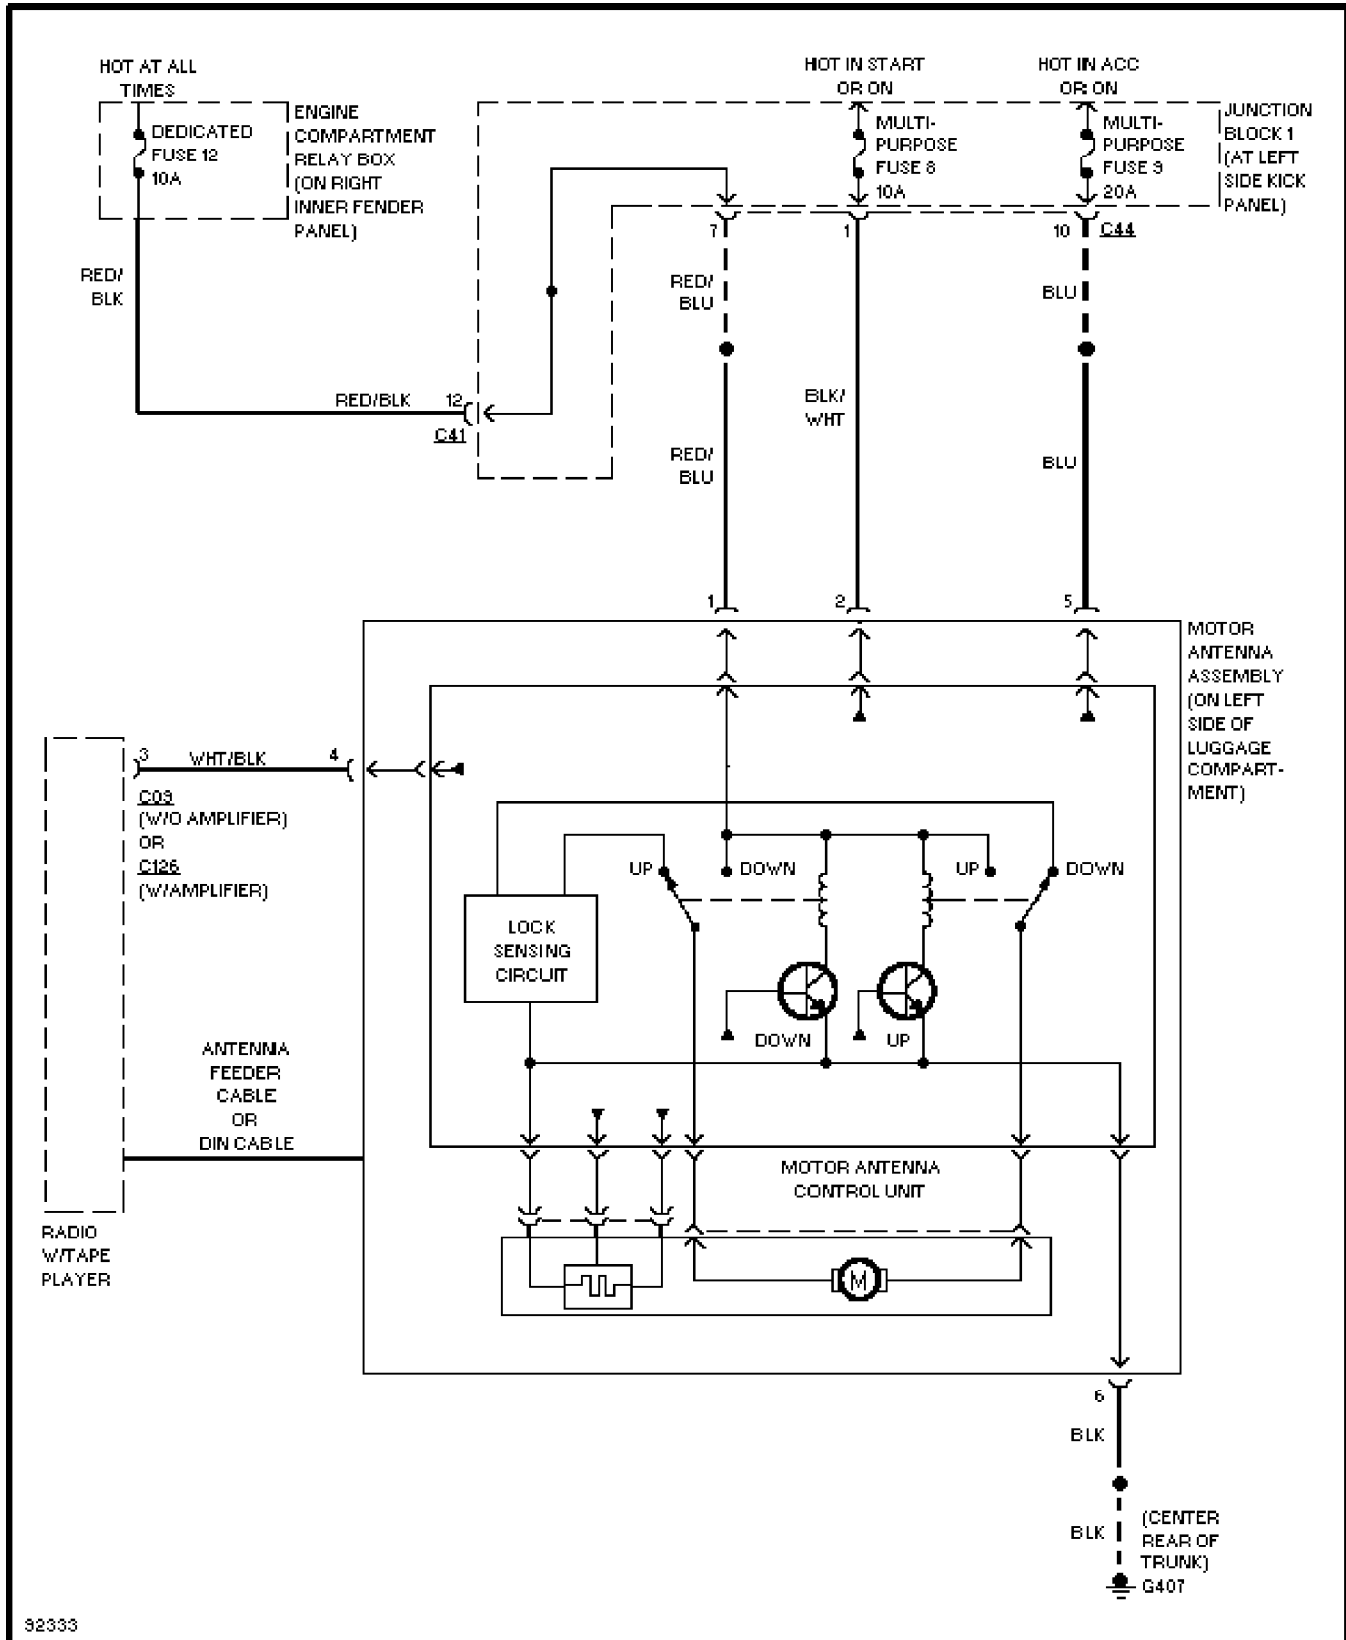 HOT AT ALL
TIMES
DEDICATED
FUSE 12
10A
ENGINE
COMPARTMENT
RELAY BOX
(ON RIGHT
INNER FENDER
PANEL)
HOT IN START
OR ON
MULTI-
PURPOSE
FUSE 8
10A
HOT IN ACC
OR ON
MULTI-
PURPOSE
FUSE 9
20A
JUNCTION
BLOCK 1
(AT LEFT
SIDE KICK
PANEL)
7
1
10
C44
RED/
BLK
RED/
BLU
BLU
RED/BLK
12
C41
BLK/
WHT
RED/
BLU
BLU
1
2
5
MOTOR
ANTENNA
ASSEMBLY
(ON LEFT
SIDE OF
LUGGAGE
COMPART-
MENT)
3
WHT/BLK
4
C09
(W/O AMPLIFIER)
OR
C126
(W/AMPLIFIER)
UP
DOWN
UP
DOWN
LOCK
SENSING
CIRCUIT
DOWN
UP
ANTENNA
FEEDER
CABLE
OR
DIN CABLE
MOTOR ANTENNA
CONTROL UNIT
RADIO
W/TAPE
PLAYER
M
6
BLK
BLK
(CENTER
REAR OF
TRUNK)
G407
92333